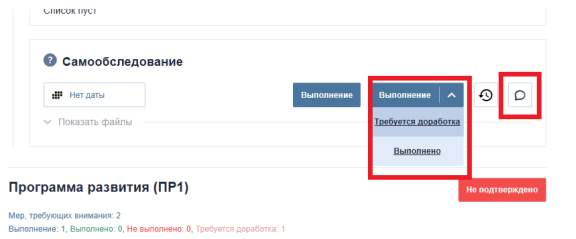 Список пуст
? Самообследование
Нет даты
Выполнение
Выполнение
Показать файлы
Требуется доработка
Выполнено
Программа развития (ПР1)
Не подтверждено
Мер, требующих внимания: 2
Выполнение: 1, Выполнено: 0, Не выполнено: 0, Требуется доработка: 1